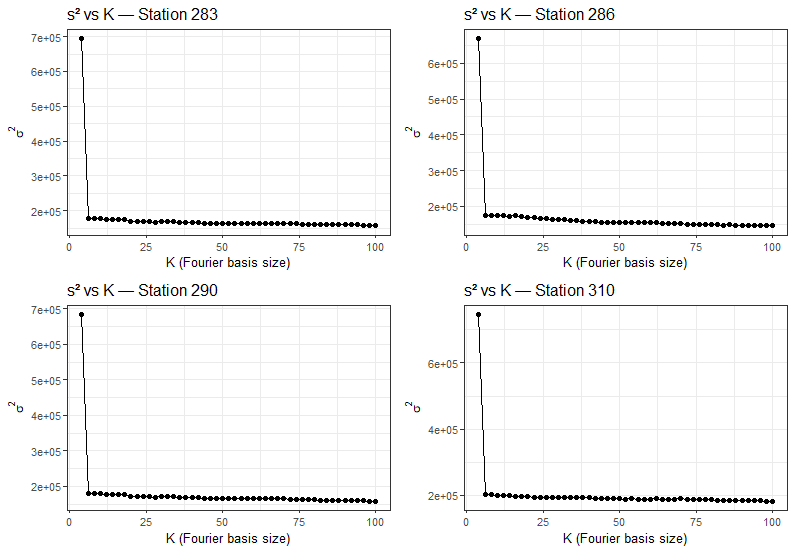 s² vs K — Station 283
7e+05
6e+05
5e+05
4e+05
3e+05
2e+05
σ²
0 25 50 75 100
K (Fourier basis size)
s² vs K — Station 286
6e+05
5e+05
4e+05
3e+05
2e+05
σ²
0 25 50 75 100
K (Fourier basis size)
s² vs K — Station 290
7e+05
6e+05
5e+05
4e+05
3e+05
2e+05
σ²
0 25 50 75 100
K (Fourier basis size)
s² vs K — Station 310
6e+05
4e+05
2e+05
σ²
0 25 50 75 100
K (Fourier basis size)